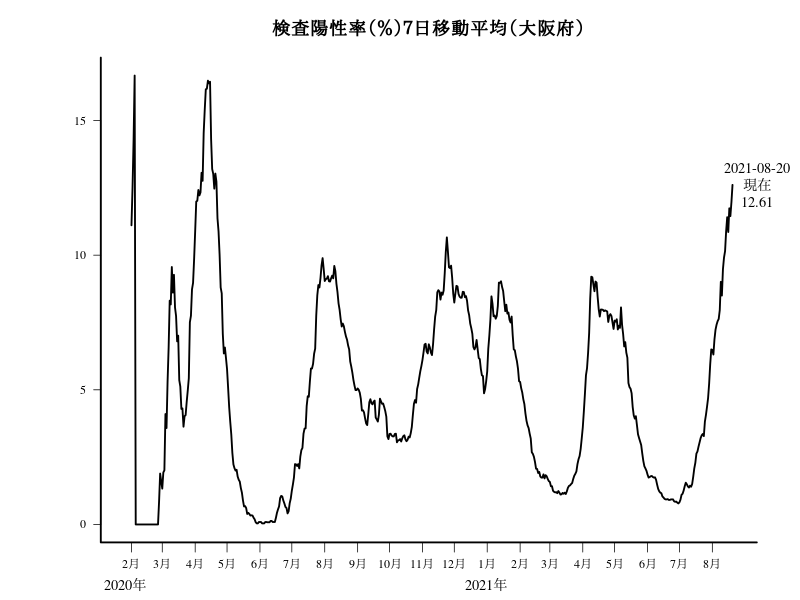 検査陽性率(%)7日移動平均(大阪府)
2021-08-20
現在
12.61
15
10
5
0
2月 3月 4月 5月 6月 7月 8月 9月 10月 11月 12月 1月 2月 3月 4月 5月 6月 7月 8月
2020年 2021年